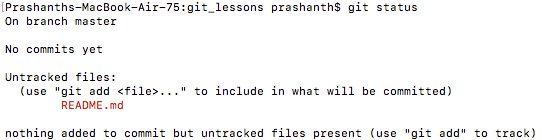 [Prashanths-MacBook-Air-75:git_lessons prashanth$ git status
On branch master
No commits yet
Untracked files:
(use "git add <file>..." to include in what will be committed)
README.md
nothing added to commit but untracked files present (use "git add" to track)